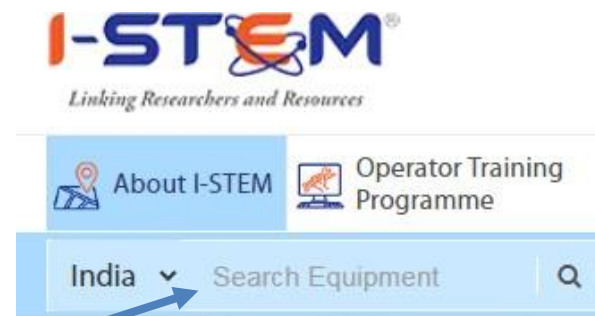 I-STEM®
Linking Researchers and Resources
About I-STEM
Operator Training
Programme
India
Search Equipment